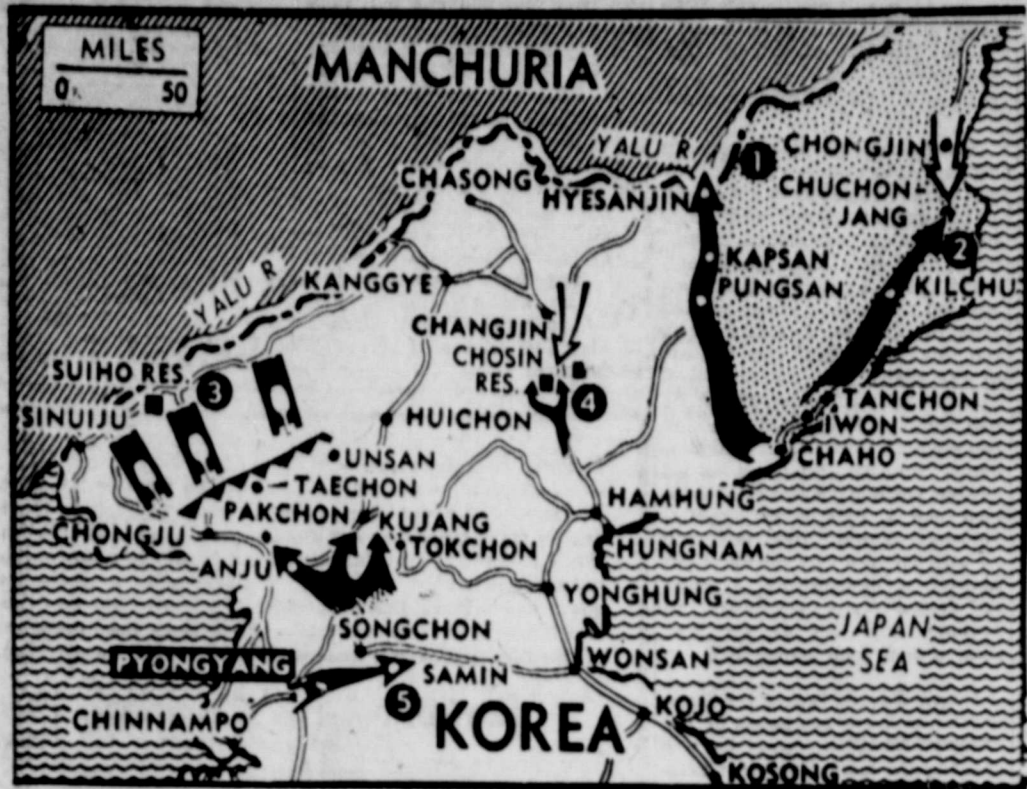 MILES
0 50
MANCHURIA
YALU R
1
CHONGJIN
CHASONG
HYESANJIN
CHUCHON-
JANG
2
KAPSAN
YALU R
KANGGYE
PUNGSAN
KILCHU
CHANGJIN
CHOSIN
RES.
SUIHO RES.
3
4
SINUIJU
HUICHON
TANCHON
IWON
UNSAN
CHAHO
TAECHON
HAMHUNG
PAKCHON
KUJANG
CHONGJU
TOKCHON
HUNGNAM
ANJU
YONGHUNG
SONGCHON
JAPAN
SEA
PYONGYANG
SAMIN
WONSAN
5
CHINNAMPO
KOREA
KOJO
KOSONG